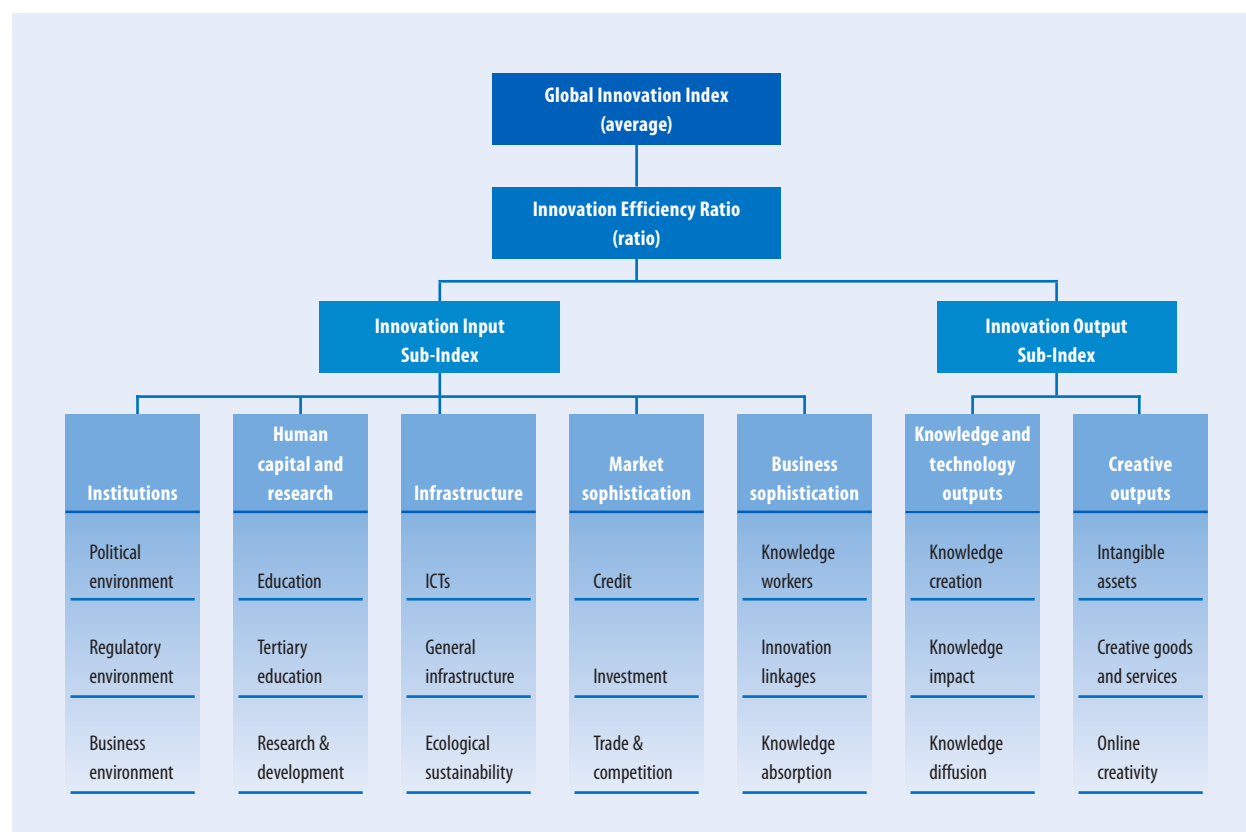 Global Innovation Index
(average)
Innovation Efficiency Ratio
(ratio)
Innovation Input
Sub-Index
Innovation Output
Sub-Index
Institutions
Human
capital and
research
Infrastructure
Market
sophistication
Business
sophistication
Knowledge and
technology
outputs
Creative
outputs
Political
environment
Education
ICTs
Credit
Knowledge
workers
Knowledge
creation
Intangible
assets
Regulatory
environment
Tertiary
education
General
infrastructure
Investment
Innovation
linkages
Knowledge
impact
Creative goods
and services
Business
environment
Research &
development
Ecological
sustainability
Trade &
competition
Knowledge
absorption
Knowledge
diffusion
Online
creativity